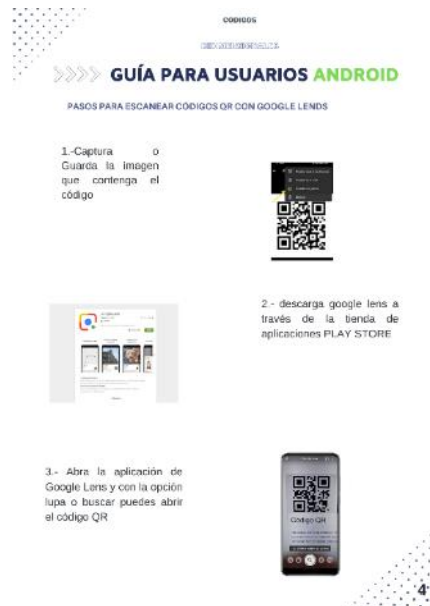 CODIGOS
GUÍA PARA USUARIOS ANDROID
PASOS PARA ESCANEAR CODIGOS QR CON GOOGLE LENDS
1.-Captura o
Guarda la imagen
que contenga el
código
2.- descarga google lens a
través de la tienda de
aplicaciones PLAY STORE
3.- Abra la aplicación de
Google Lens y con la opción
lupa o buscar puedes abrir
el código QR
Código QR
4